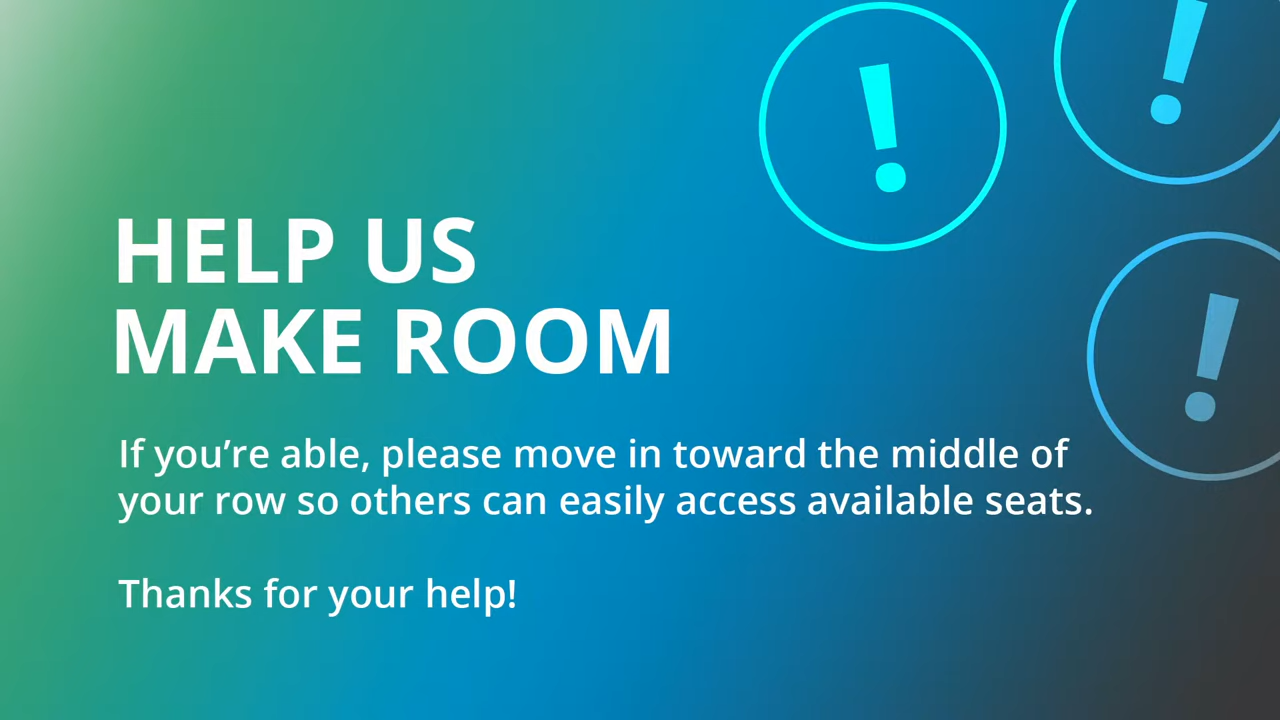 HELP US
MAKE ROOM
If you’re able, please move in toward the middle of
your row so others can easily access available seats.
Thanks for your help!